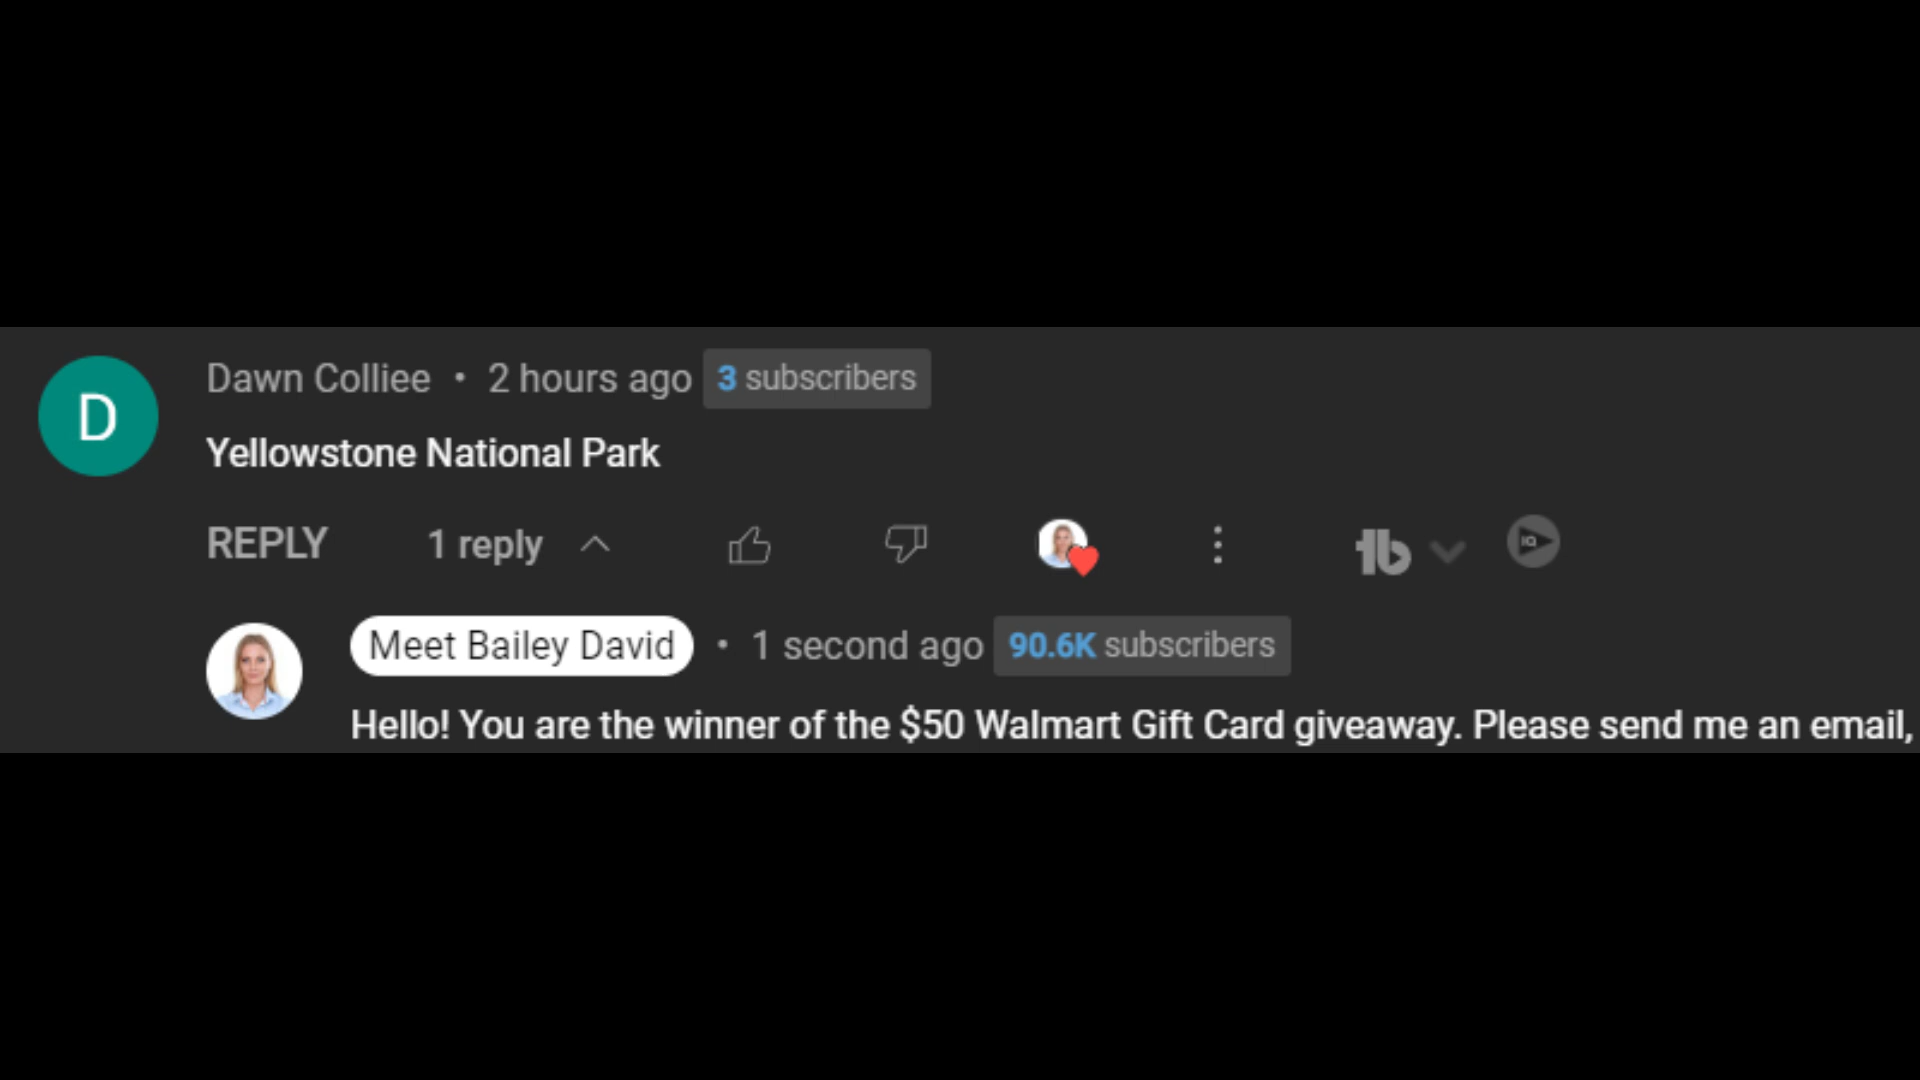 D
Dawn Colliee • 2 hours ago 3 subscribers
Yellowstone National Park
REPLY 1 reply
tb IQ
Meet Bailey David • 1 second ago 90.6K subscribers
Hello! You are the winner of the $50 Walmart Gift Card giveaway. Please send me an email,